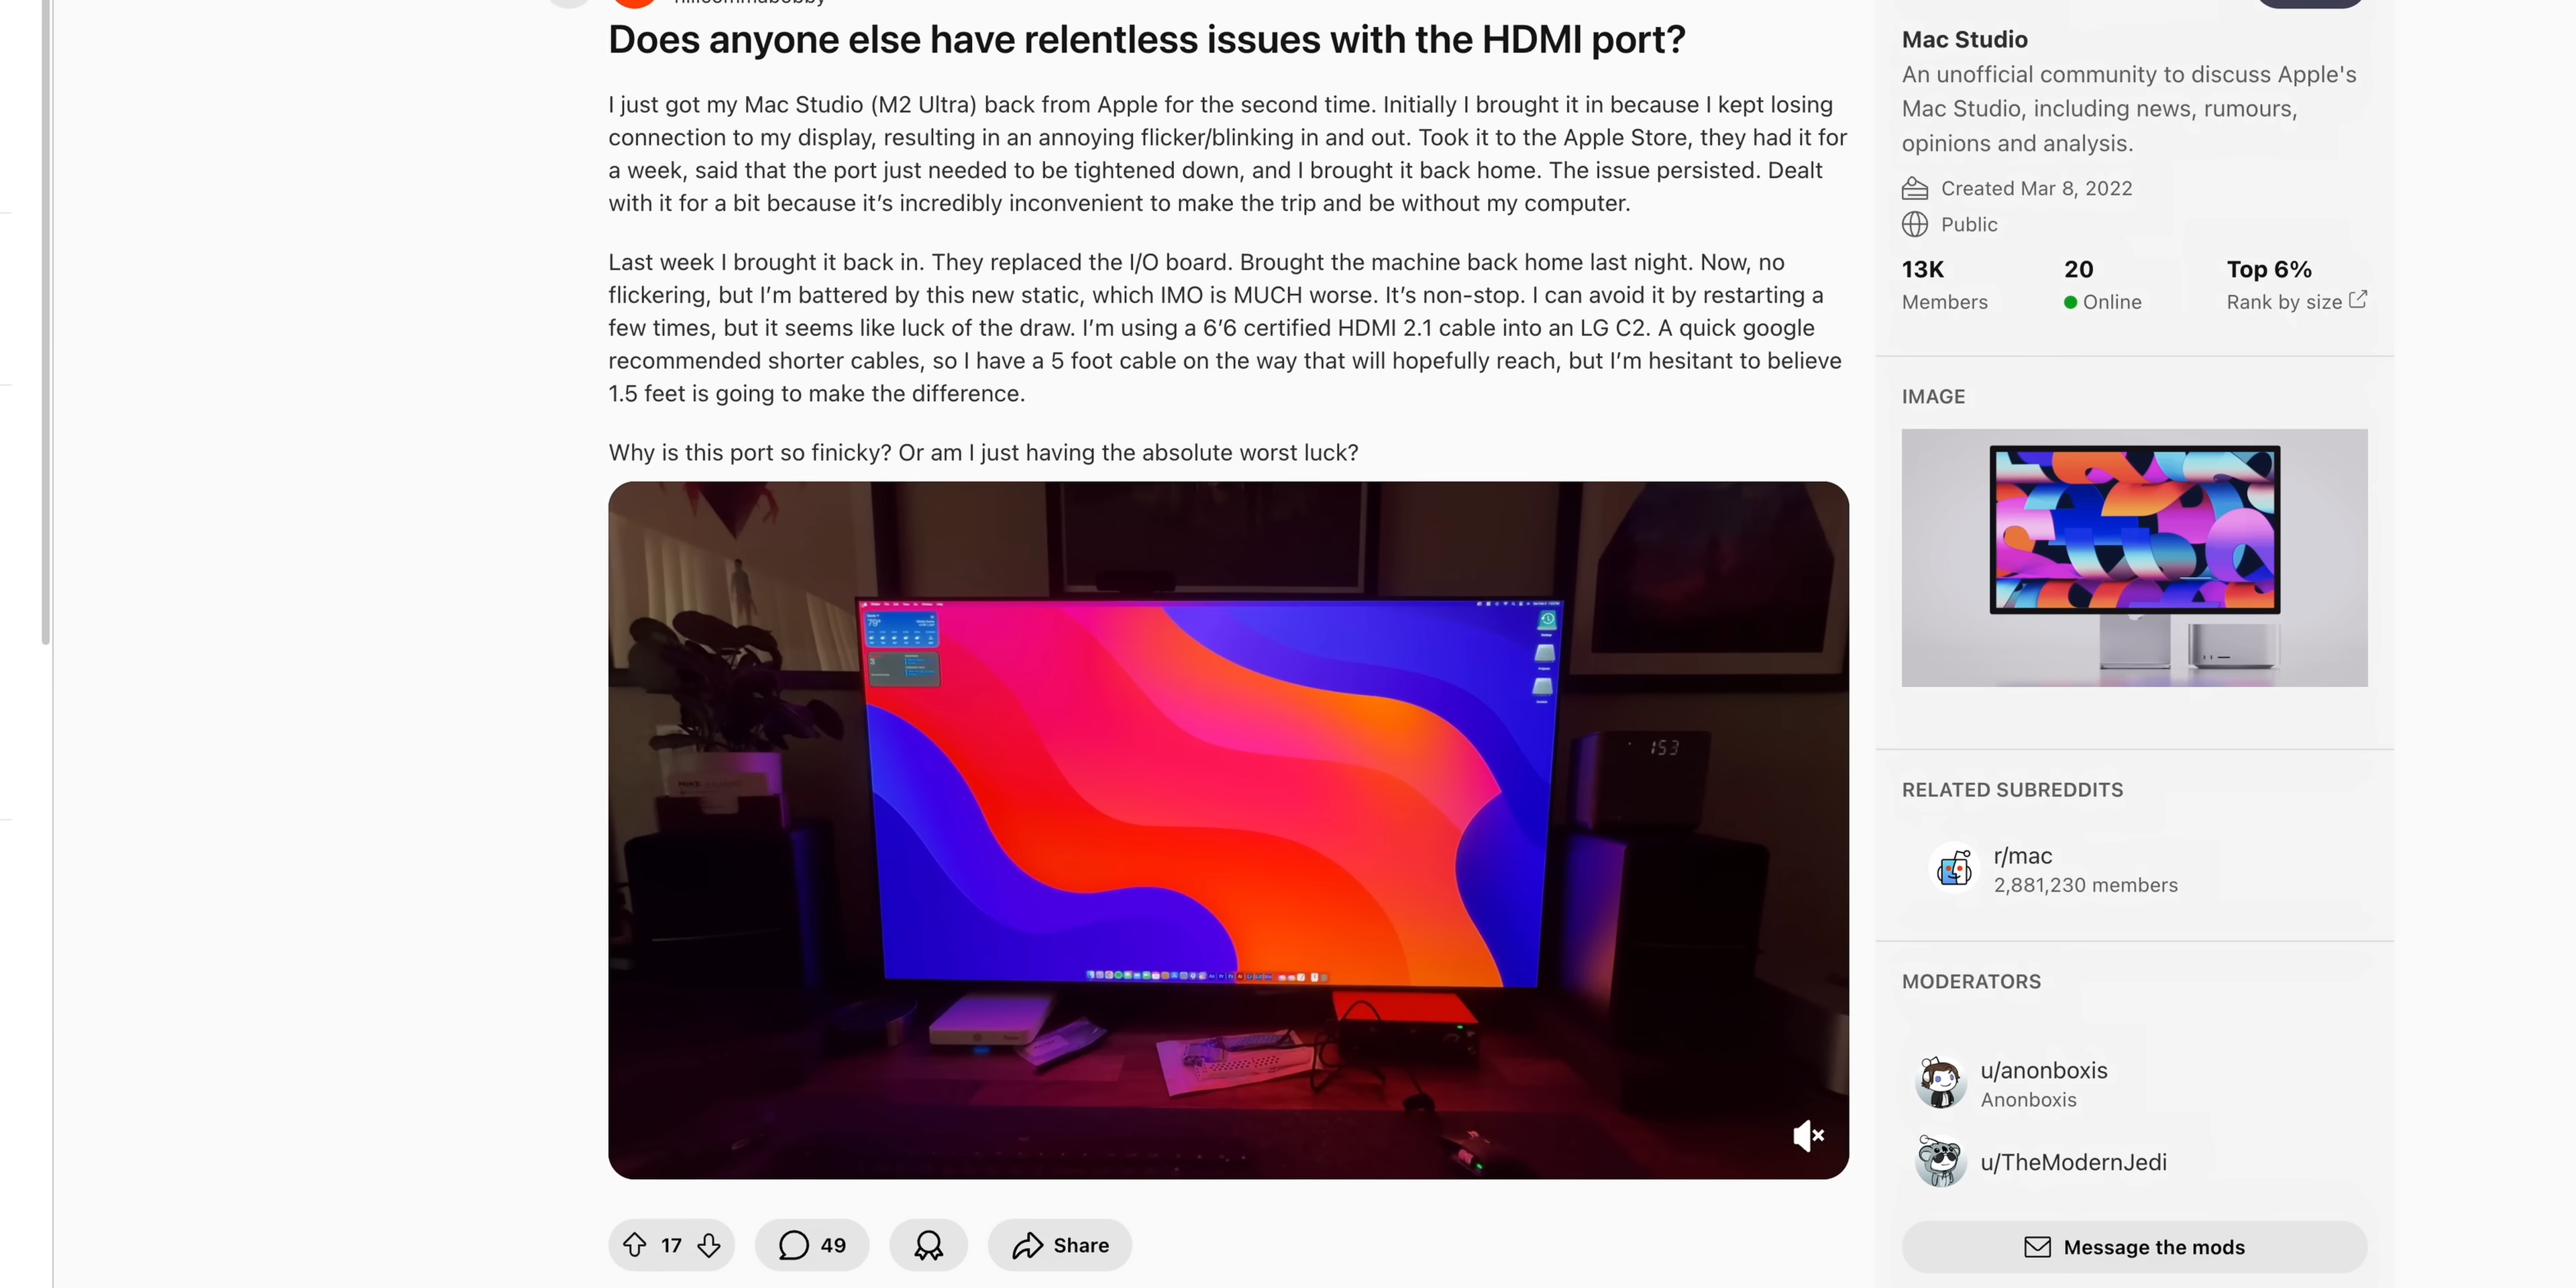 Does anyone else have relentless issues with the HDMI port?
I just got my Mac Studio (M2 Ultra) back from Apple for the second time. Initially I brought it in because I kept losing
connection to my display, resulting in an annoying flicker/blinking in and out. Took it to the Apple Store, they had it for
a week, said that the port just needed to be tightened down, and I brought it back home. The issue persisted. Dealt
with it for a bit because it’s incredibly inconvenient to make the trip and be without my computer.
Last week I brought it back in. They replaced the I/O board. Brought the machine back home last night. Now, no
flickering, but I’m battered by this new static, which IMO is MUCH worse. It’s non-stop. I can avoid it by restarting a
few times, but it seems like luck of the draw. I’m using a 6’6 certified HDMI 2.1 cable into an LG C2. A quick google
recommended shorter cables, so I have a 5 foot cable on the way that will hopefully reach, but I’m hesitant to believe
1.5 feet is going to make the difference.
Why is this port so finicky? Or am I just having the absolute worst luck?
79°
3
153
MIKE
17
49
Share
Mac Studio
An unofficial community to discuss Apple's
Mac Studio, including news, rumours,
opinions and analysis.
Created Mar 8, 2022
Public
13K 20 Top 6%
Members Online Rank by size
IMAGE
RELATED SUBREDDITS
r/mac
2,881,230 members
MODERATORS
u/anonboxis
Anonboxis
u/TheModernJedi
Message the mods